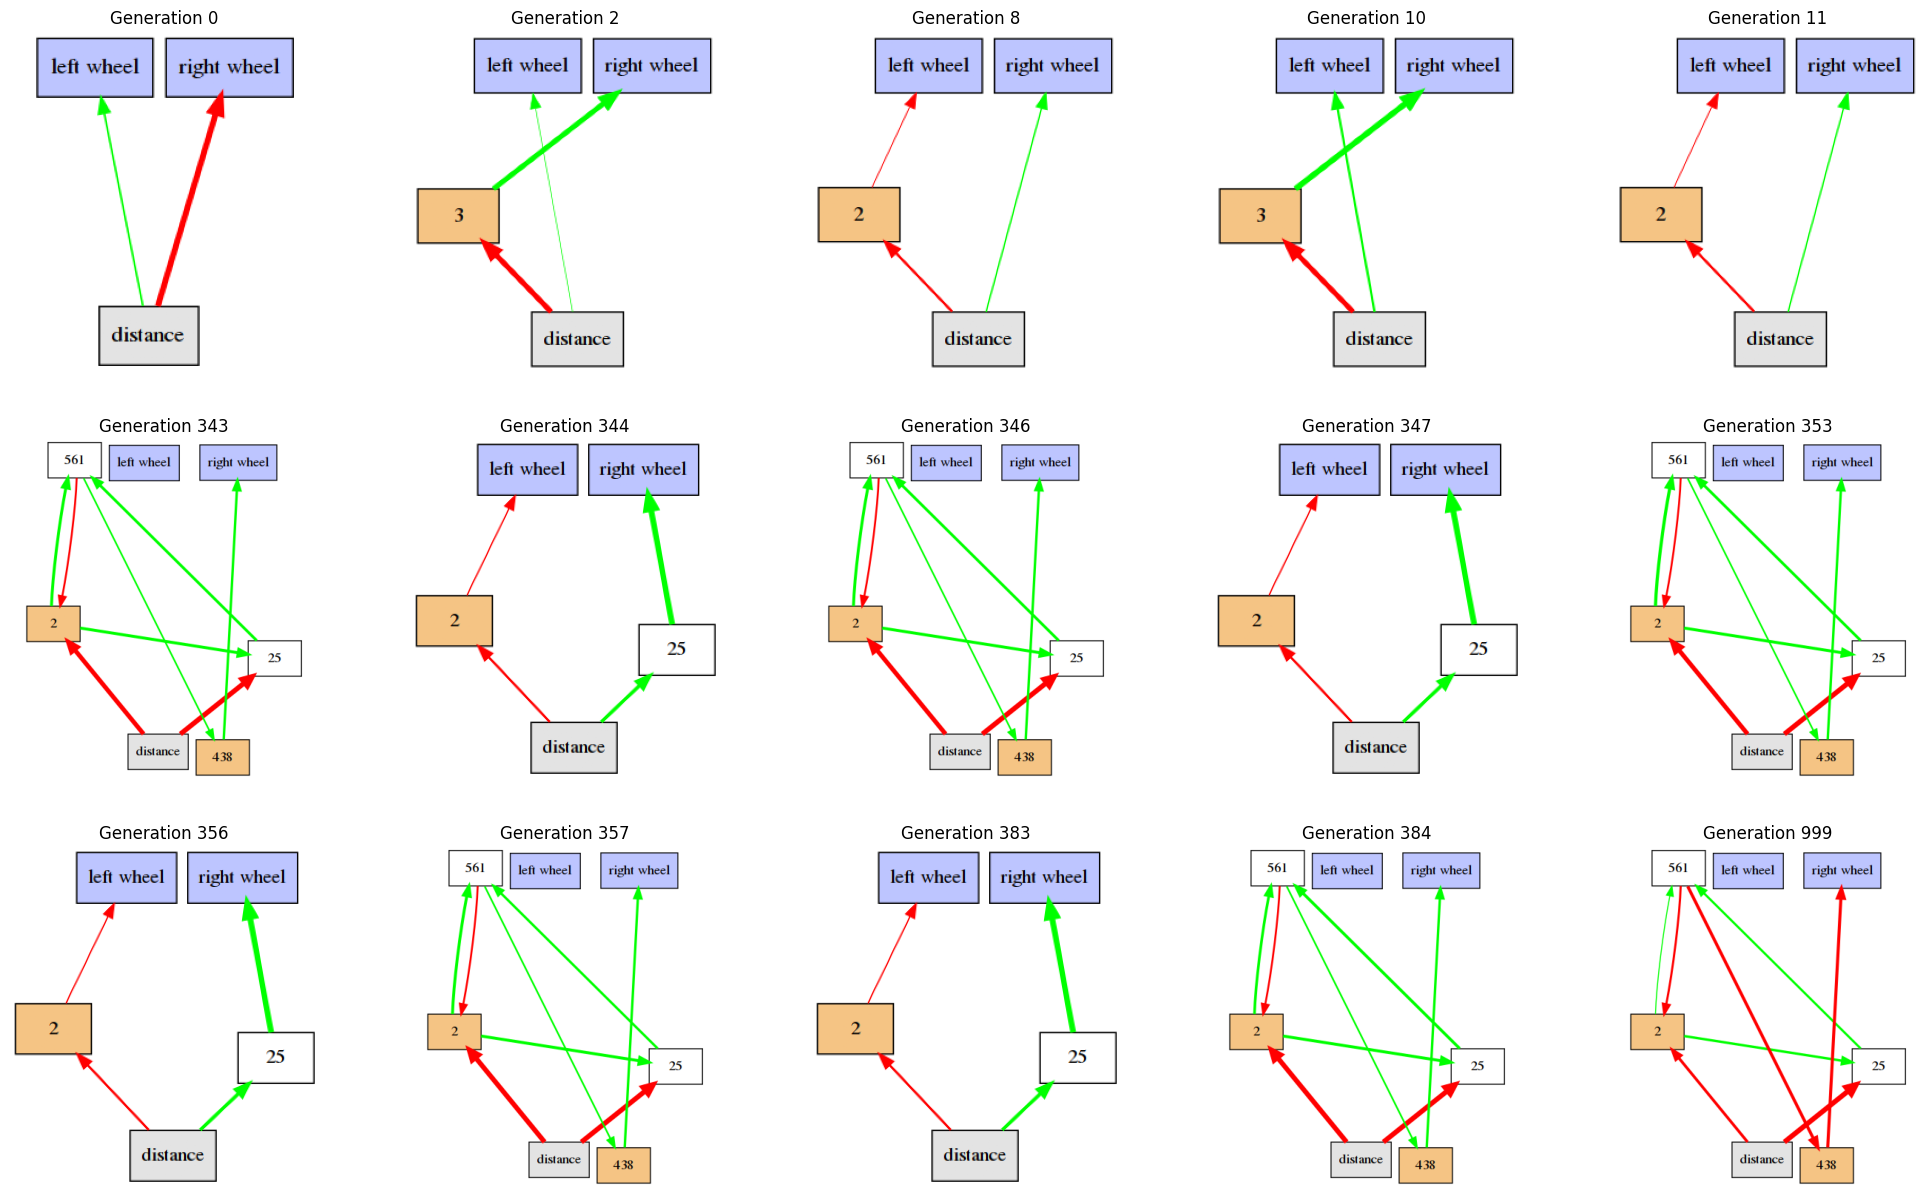 Generation 0
left wheel
right wheel
distance
Generation 2
left wheel
right wheel
3
distance
Generation 8
left wheel
right wheel
2
distance
Generation 10
left wheel
right wheel
3
distance
Generation 11
left wheel
right wheel
2
distance
Generation 343
561
left wheel
right wheel
2
25
distance
438
Generation 344
left wheel
right wheel
2
25
distance
Generation 346
561
left wheel
right wheel
2
25
distance
438
Generation 347
left wheel
right wheel
2
25
distance
Generation 353
561
left wheel
right wheel
2
25
distance
438
Generation 356
left wheel
right wheel
2
25
distance
Generation 357
561
left wheel
right wheel
2
25
distance
438
Generation 383
left wheel
right wheel
2
25
distance
Generation 384
561
left wheel
right wheel
2
25
distance
438
Generation 999
561
left wheel
right wheel
2
25
distance
438